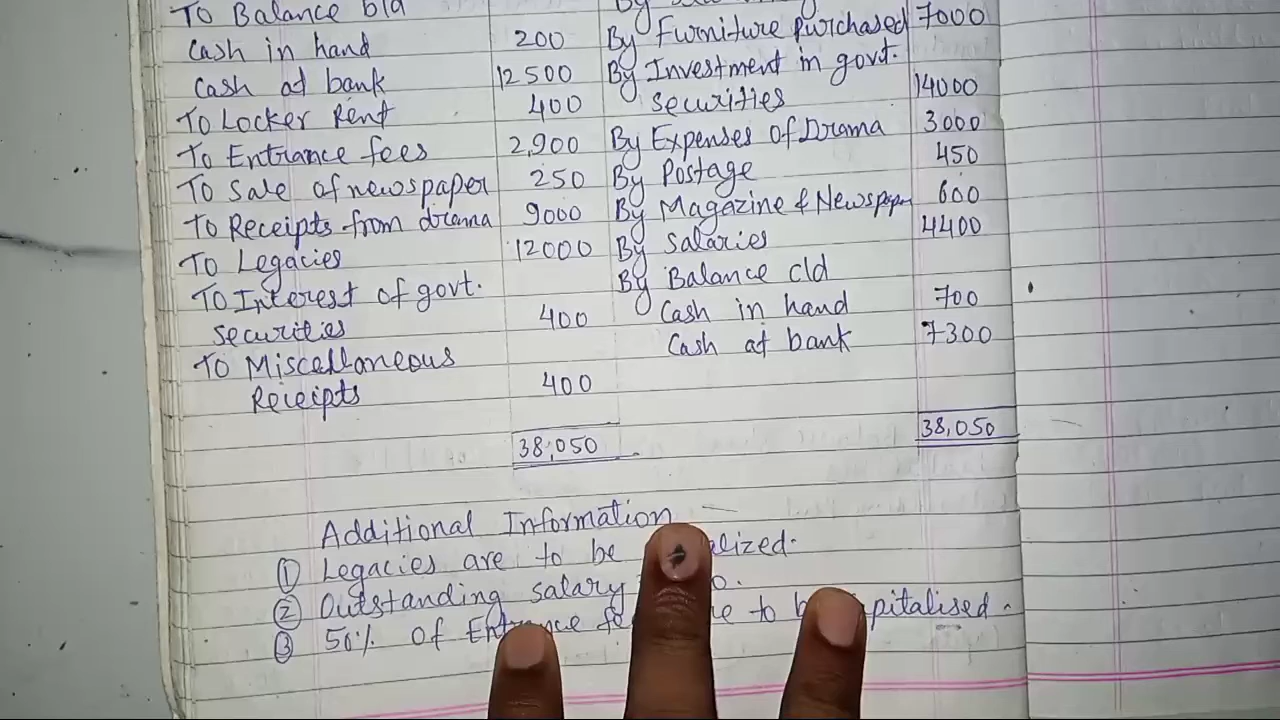 To Balance b/d
Cash in hand 200
Cash at bank 12500
To Locker Rent 400
To Entrance fees 2,900
To Sale of newspaper 250
To Receipts from drama 9000
To Legacies 12000
To Interest of govt.
securities 400
To Miscellaneous
Receipts 400
38,050
By
By Furniture purchased 7000
By Investment in govt.
securities 14000
By Expenses of Drama 3000
By Postage 450
By Magazine & Newspaper 600
By Salaries 4400
By Balance c/d
Cash in hand 700
Cash at bank 7300
38,050
Additional Information
① Legacies are to be alized.
② Outstanding salary
③ 50% of to pitalised.